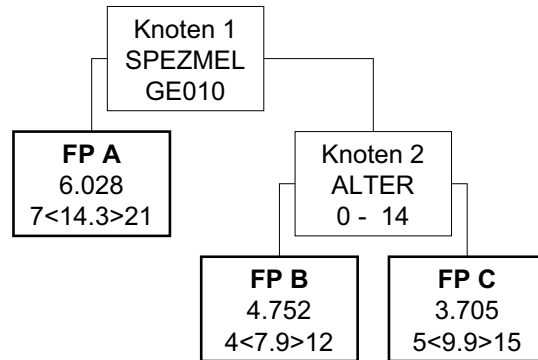 Knoten 1
SPEZMEL
GE010
FP A
6.028
7<14.3>21
Knoten 2
ALTER
0 - 14
FP B
4.752
4<7.9>12
FP C
3.705
5<9.9>15